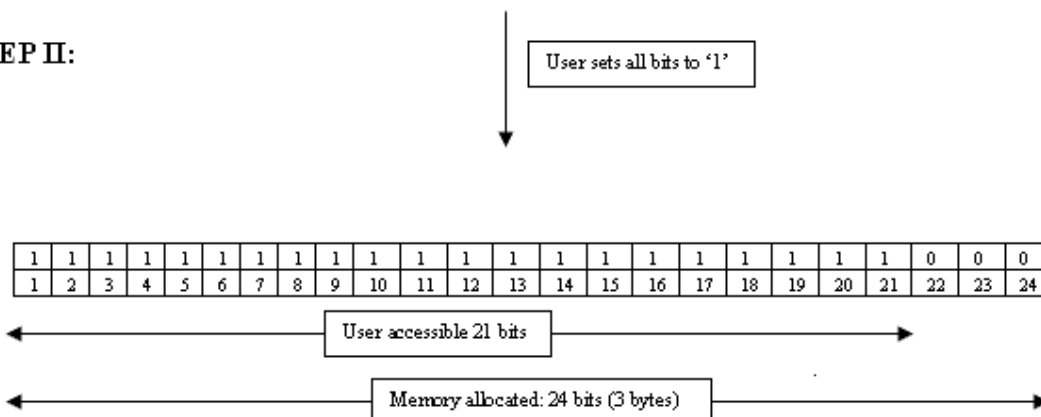 EP II:
User sets all bits to ‘1’
1 1 1 1 1 1 1 1 1 1 1 1 1 1 1 1 1 1 1 1 1 0 0 0
1 2 3 4 5 6 7 8 9 10 11 12 13 14 15 16 17 18 19 20 21 22 23 24
User accessible 21 bits
Memory allocated: 24 bits (3 bytes)